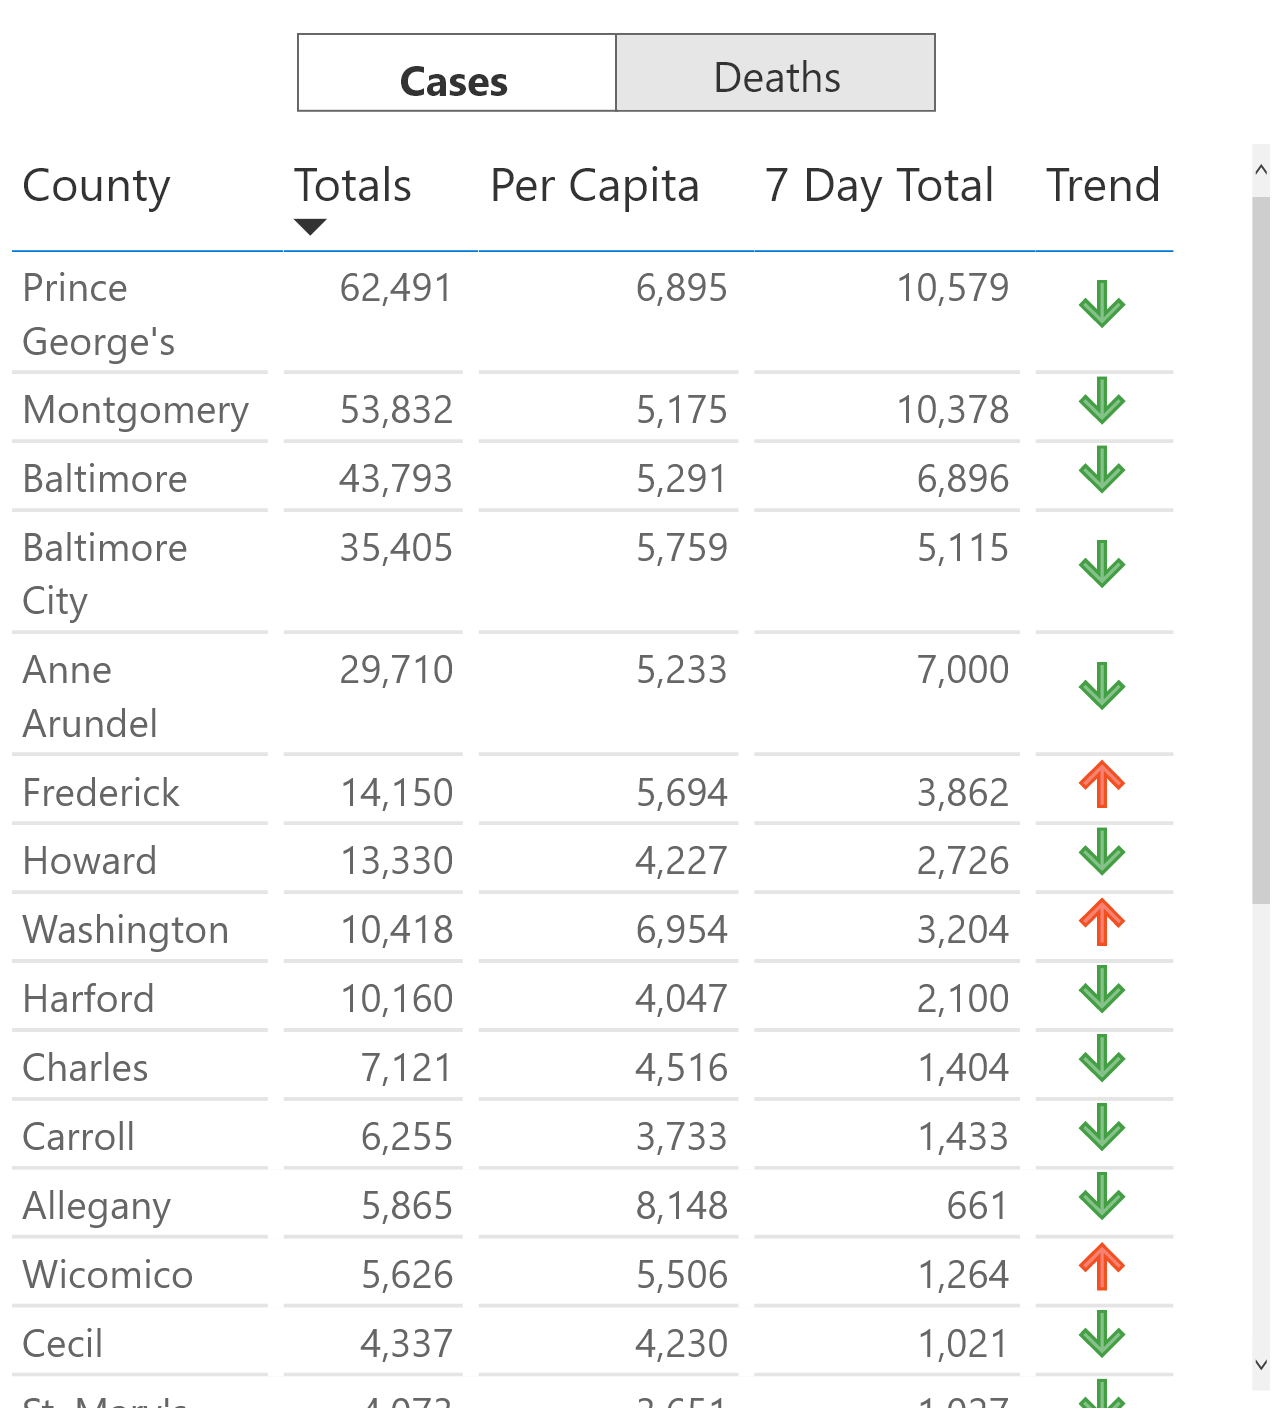 Cases Deaths
County Totals Per Capita 7 Day Total Trend
Prince 62,491 6,895 10,579
George's
Montgomery 53,832 5,175 10,378
Baltimore 43,793 5,291 6,896
Baltimore 35,405 5,759 5,115
City
Anne 29,710 5,233 7,000
Arundel
Frederick 14,150 5,694 3,862
Howard 13,330 4,227 2,726
Washington 10,418 6,954 3,204
Harford 10,160 4,047 2,100
Charles 7,121 4,516 1,404
Carroll 6,255 3,733 1,433
Allegany 5,865 8,148 661
Wicomico 5,626 5,506 1,264
Cecil 4,337 4,230 1,021
St. Mary's